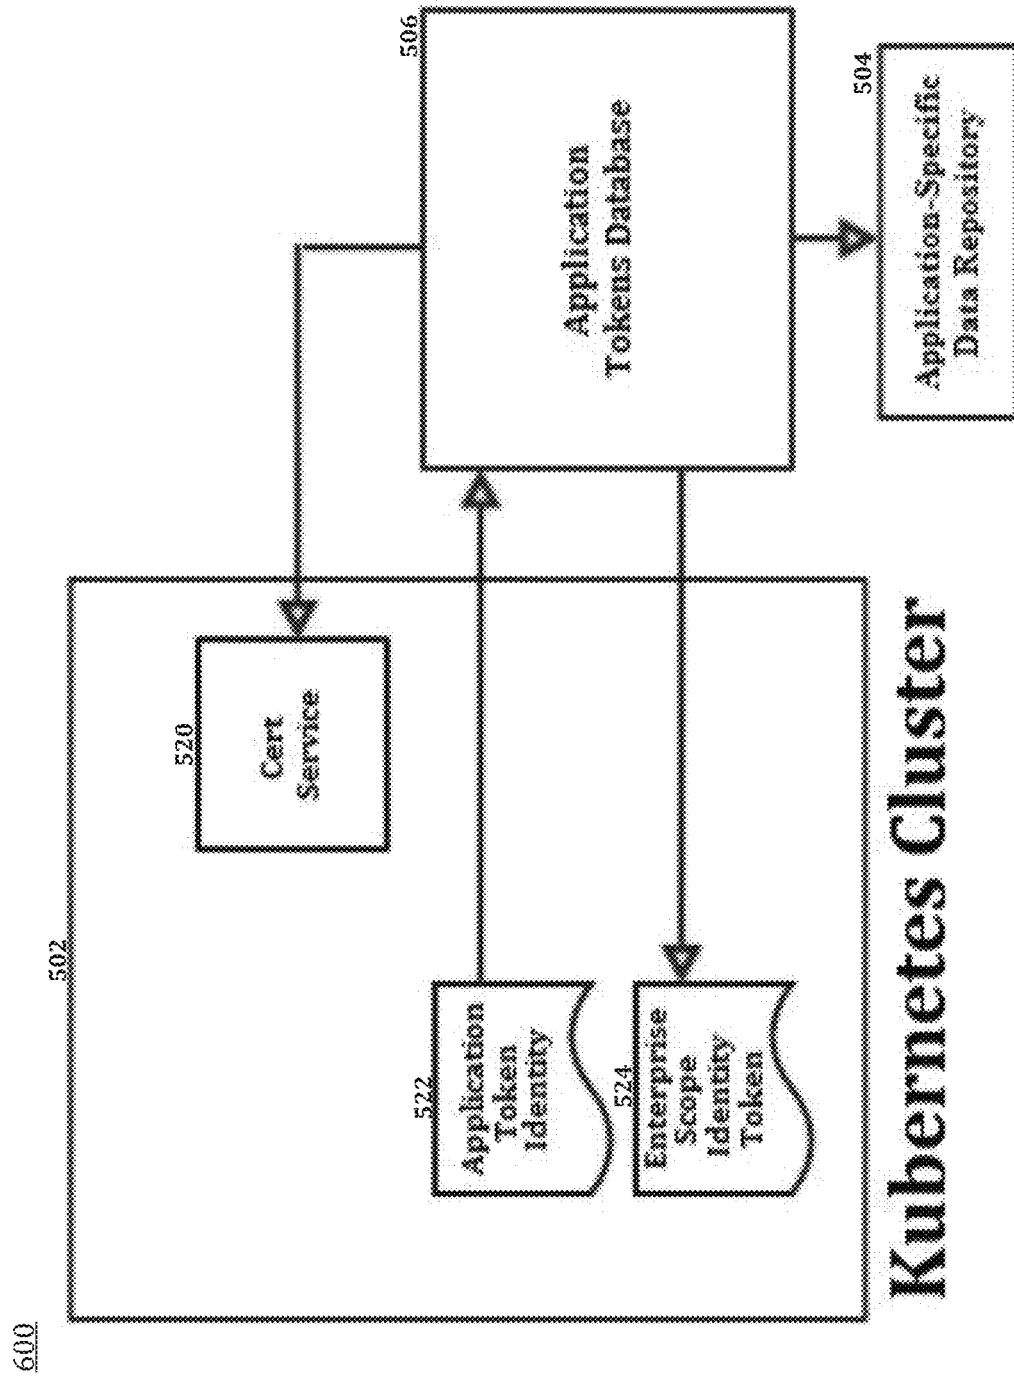 600
502
520
Cert
Service
506
Application
Tokens Database
522
Application
Token
Identity
524
Enterprise
Scope
Identity
Token
504
Application-Specific
Data Repository
Kubernetes Cluster